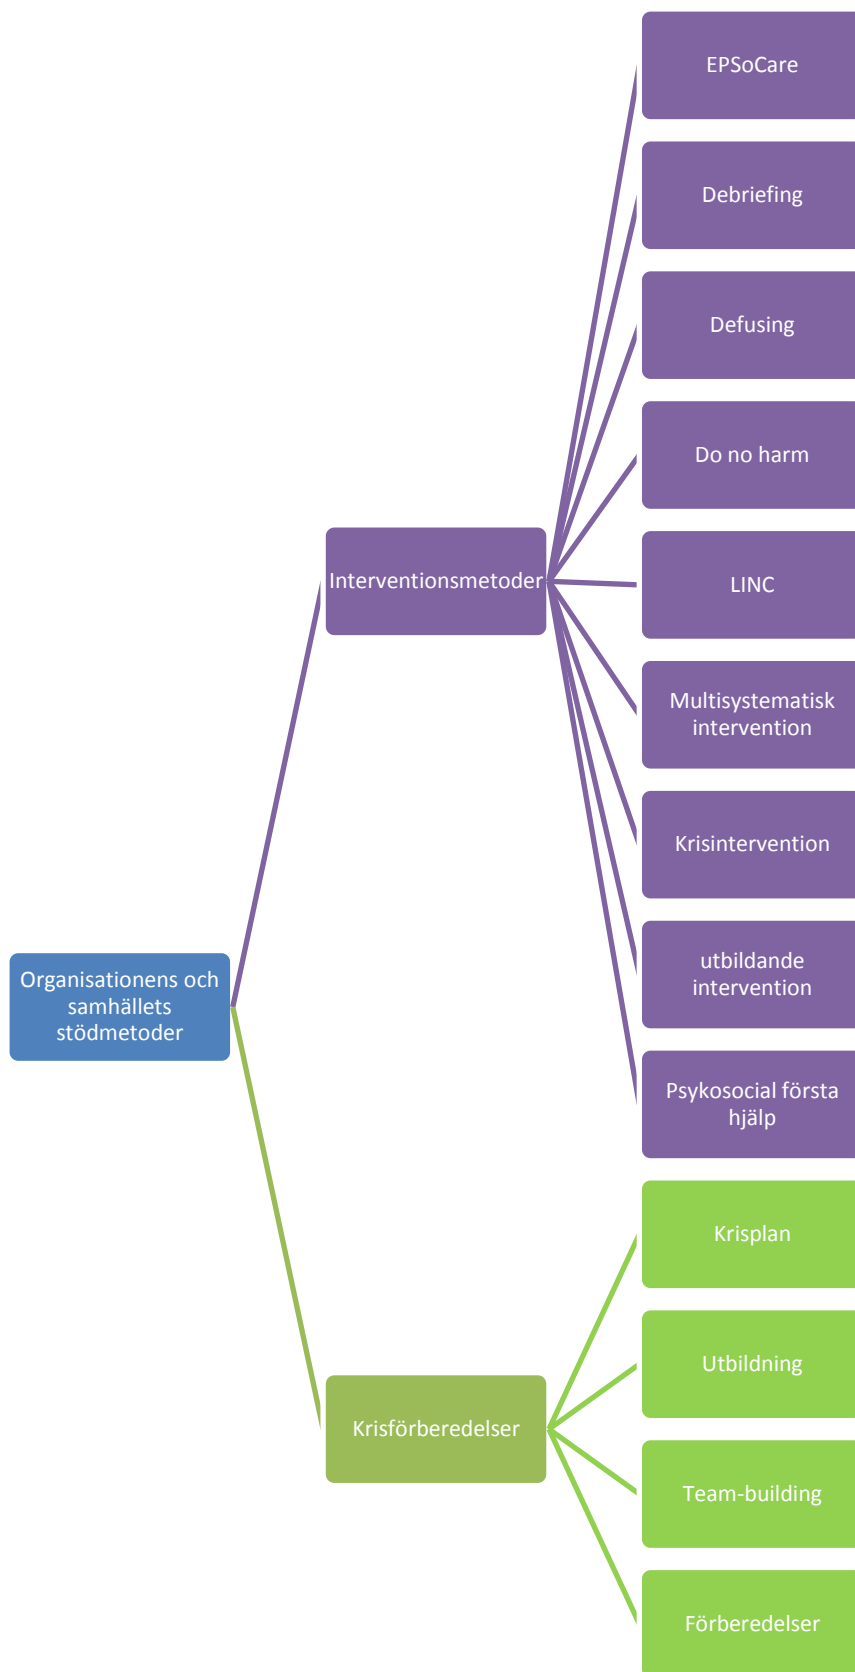 EPSoCare
Debriefing
Defusing
Do no harm
Interventionsmetoder
LINC
Multisystematisk
intervention
Krisintervention
utbildande
intervention
Organisationens och
samhällets
stödmetoder
Psykosocial första
hjälp
Krisplan
Utbildning
Krisförberedelser
Team-building
Förberedelser